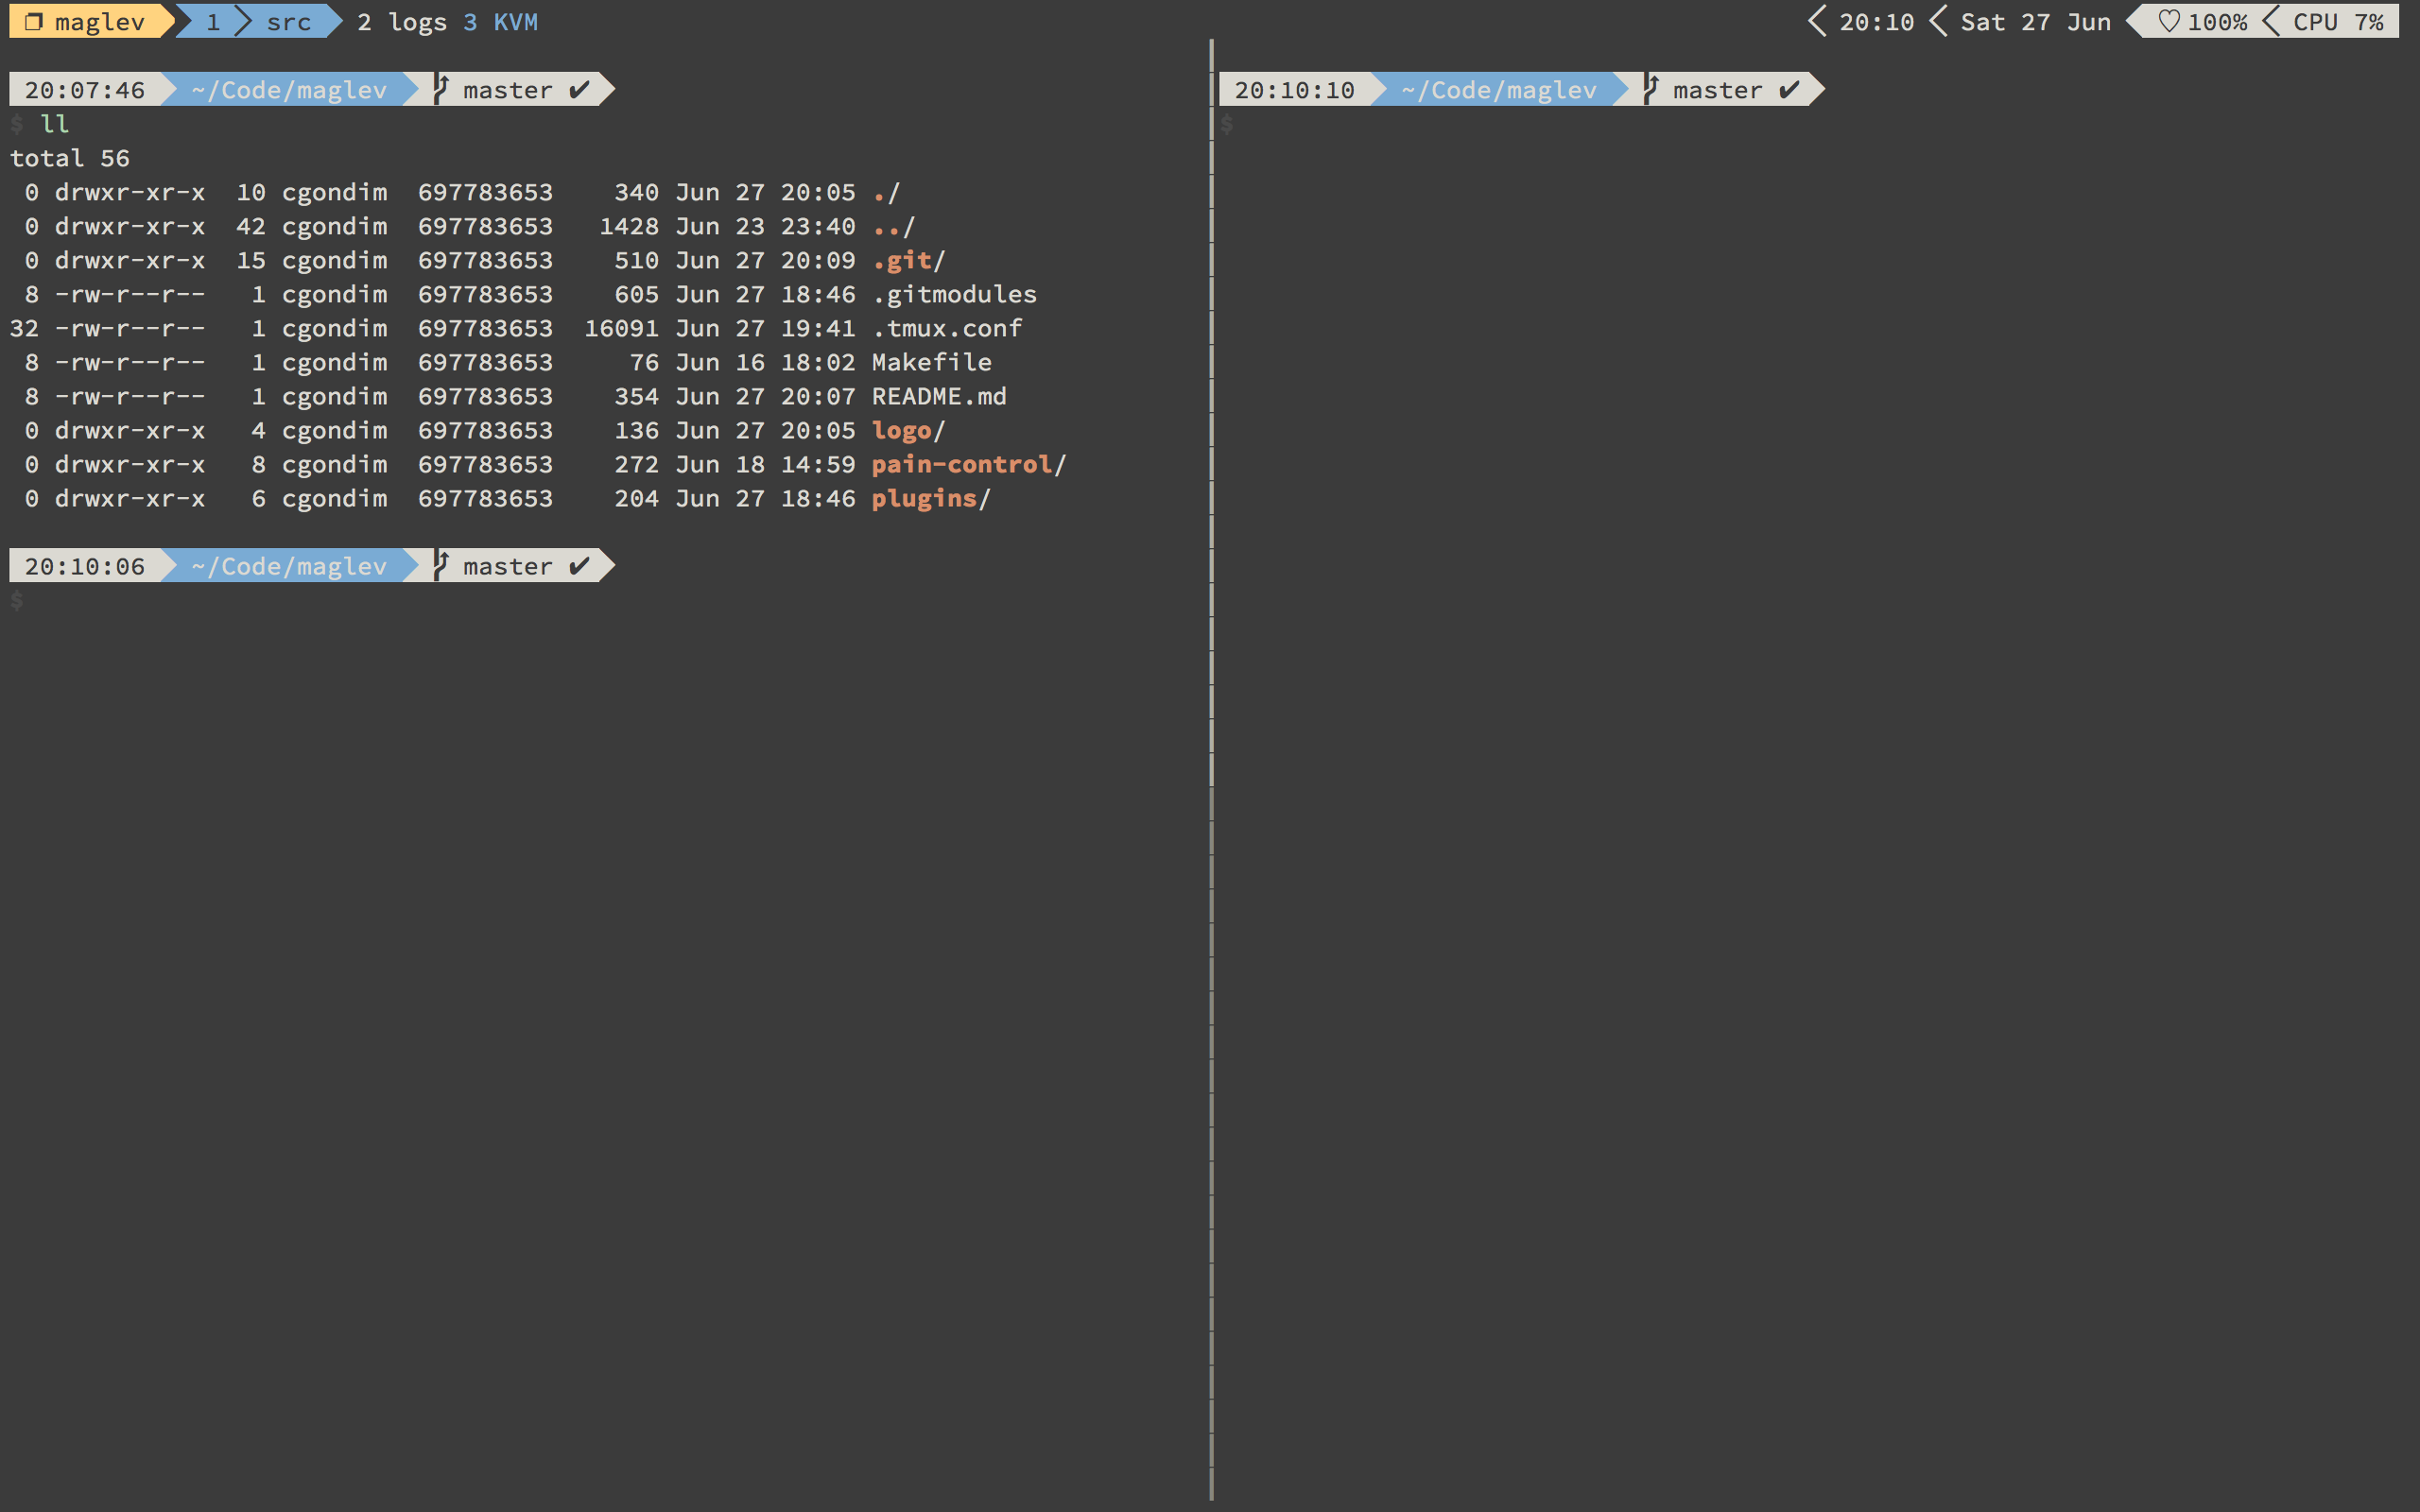 ❐ maglev 1 src 2 logs 3 KVM 20:10 Sat 27 Jun ♡ 100% CPU 7%
20:07:46 ~/Code/maglev master ✔
$ ll
total 56
0 drwxr-xr-x 10 cgondim 697783653 340 Jun 27 20:05 ./
0 drwxr-xr-x 42 cgondim 697783653 1428 Jun 23 23:40 ../
0 drwxr-xr-x 15 cgondim 697783653 510 Jun 27 20:09 .git/
8 -rw-r--r-- 1 cgondim 697783653 605 Jun 27 18:46 .gitmodules
32 -rw-r--r-- 1 cgondim 697783653 16091 Jun 27 19:41 .tmux.conf
8 -rw-r--r-- 1 cgondim 697783653 76 Jun 16 18:02 Makefile
8 -rw-r--r-- 1 cgondim 697783653 354 Jun 27 20:07 README.md
0 drwxr-xr-x 4 cgondim 697783653 136 Jun 27 20:05 logo/
0 drwxr-xr-x 8 cgondim 697783653 272 Jun 18 14:59 pain-control/
0 drwxr-xr-x 6 cgondim 697783653 204 Jun 27 18:46 plugins/
20:10:06 ~/Code/maglev master ✔
$
20:10:10 ~/Code/maglev master ✔
$